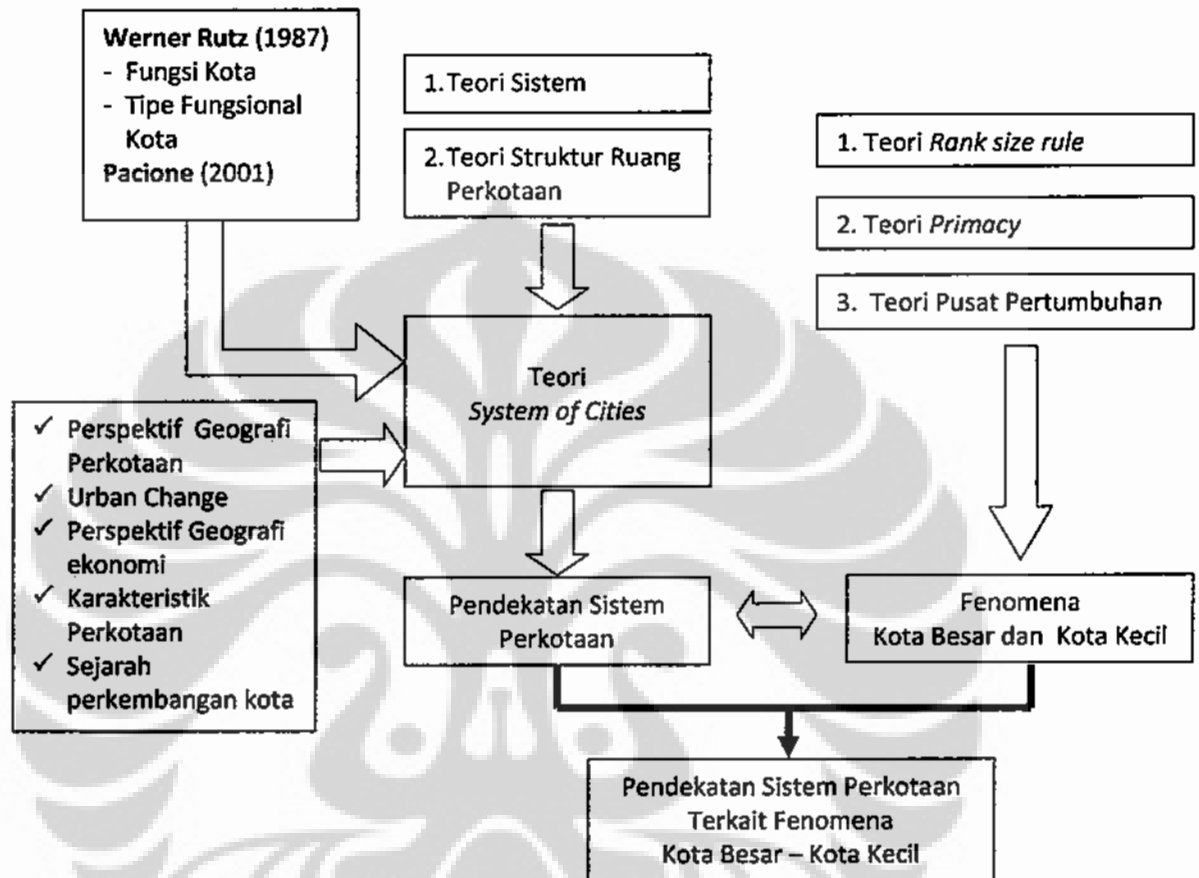 Werner Rutz (1987)
- Fungsi Kota
- Tipe Fungsional
Kota
Pacione (2001)
1. Teori Sistem
2. Teori Struktur Ruang
Perkotaan
1. Teori Rank size rule
2. Teori Primacy
3. Teori Pusat Pertumbuhan
Teori
System of Cities
✓ Perspektif Geografi
Perkotaan
✓ Urban Change
✓ Perspektif Geografi
ekonomi
✓ Karakteristik
Perkotaan
✓ Sejarah
perkembangan kota
Pendekatan Sistem
Perkotaan
Fenomena
Kota Besar dan Kota Kecil
Pendekatan Sistem Perkotaan
Terkait Fenomena
Kota Besar – Kota Kecil